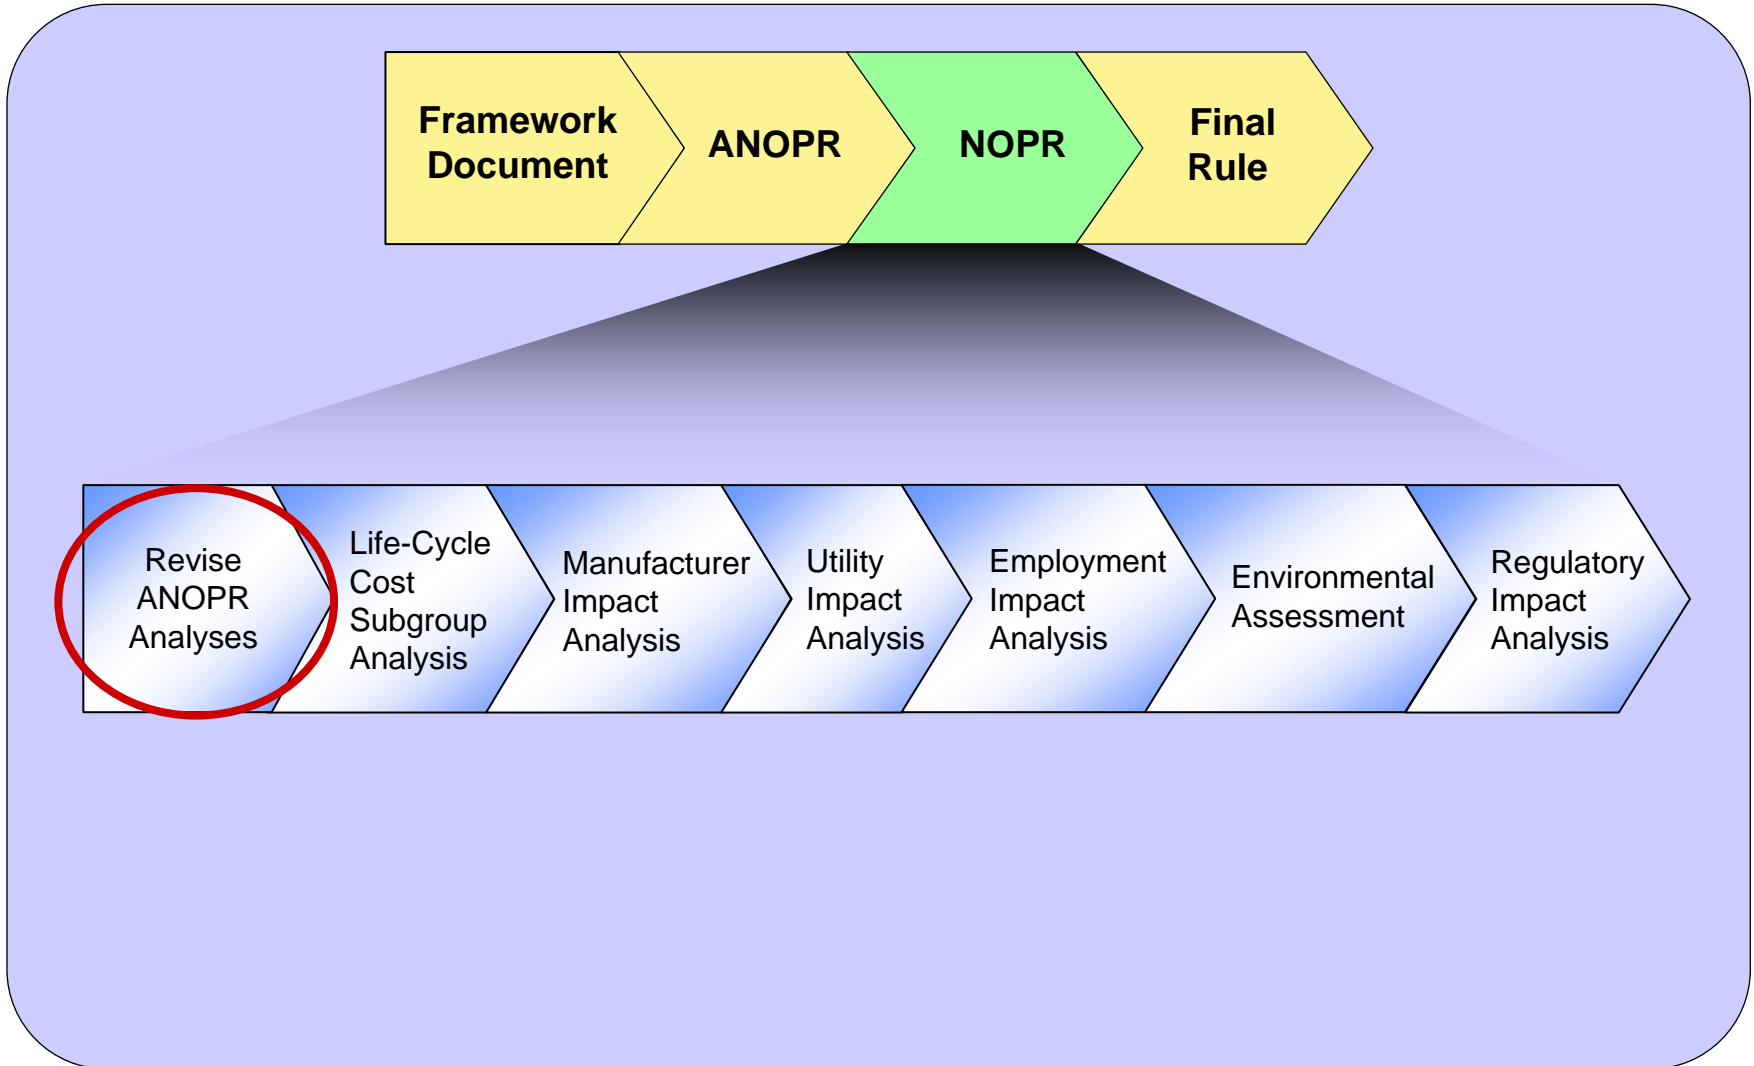 Framework
Document
ANOPR
NOPR
Final
Rule
Revise
ANOPR
Analyses
Life-Cycle
Cost
Subgroup
Analysis
Manufacturer
Impact
Analysis
Utility
Impact
Analysis
Employment
Impact
Analysis
Environmental
Assessment
Regulatory
Impact
Analysis